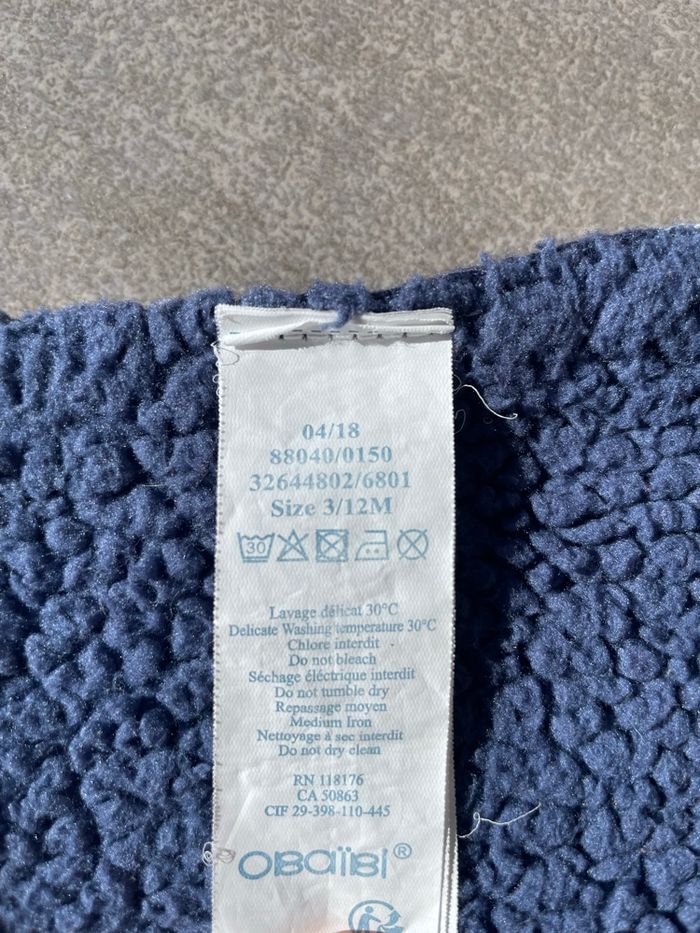 04/18
88040/0150
32644802/6801
Size 3/12M
30
Lavage délicat 30°C
Delicate Washing temperature 30°C
Chlore interdit
Do not bleach
Séchage éléctrique interdit
Do not tumble dry
Repassage moyen
Medium Iron
Nettoyage à sec interdit
Do not dry clean
RN 118176
CA 50863
CIF 29-398-110-445
OBAÏBI®